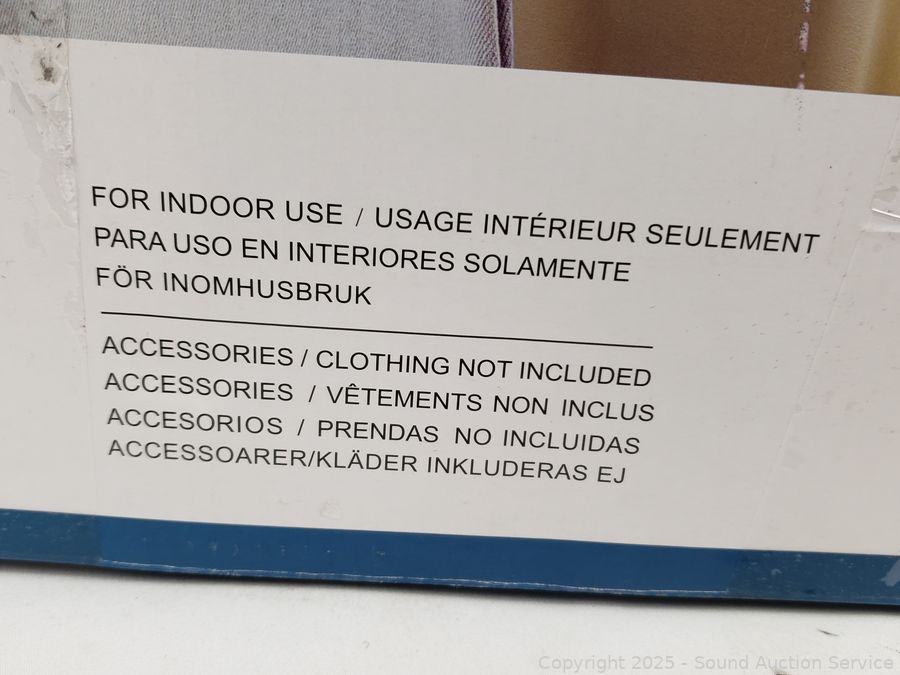 FOR INDOOR USE / USAGE INTÉRIEUR SEULEMENT
PARA USO EN INTERIORES SOLAMENTE
FÖR INOMHUSBRUK
ACCESSORIES / CLOTHING NOT INCLUDED
ACCESSORIES / VÊTEMENTS NON INCLUS
ACCESORIOS / PRENDAS NO INCLUIDAS
ACCESSOARER/KLÄDER INKLUDERAS EJ
Copyright 2025 - Sound Auction Service